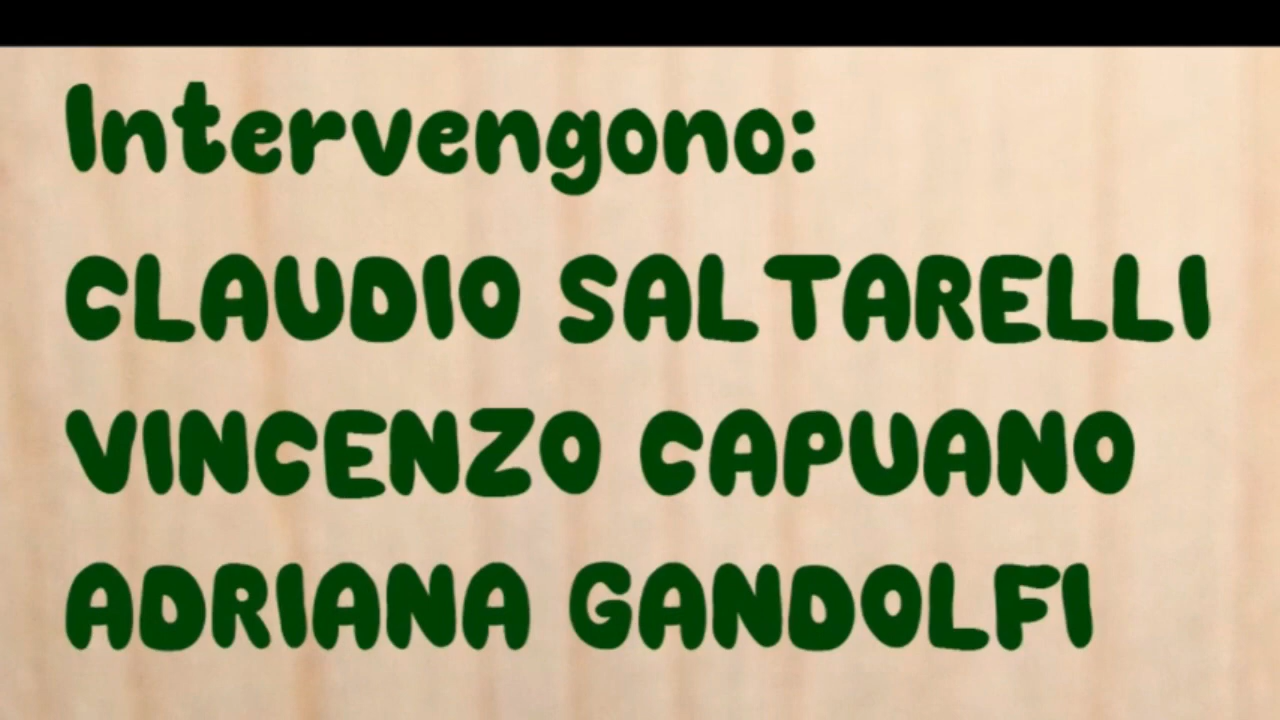 Intervengono:
CLAUDIO SALTARELLI
VINCENZO CAPUANO
ADRIANA GANDOLFI